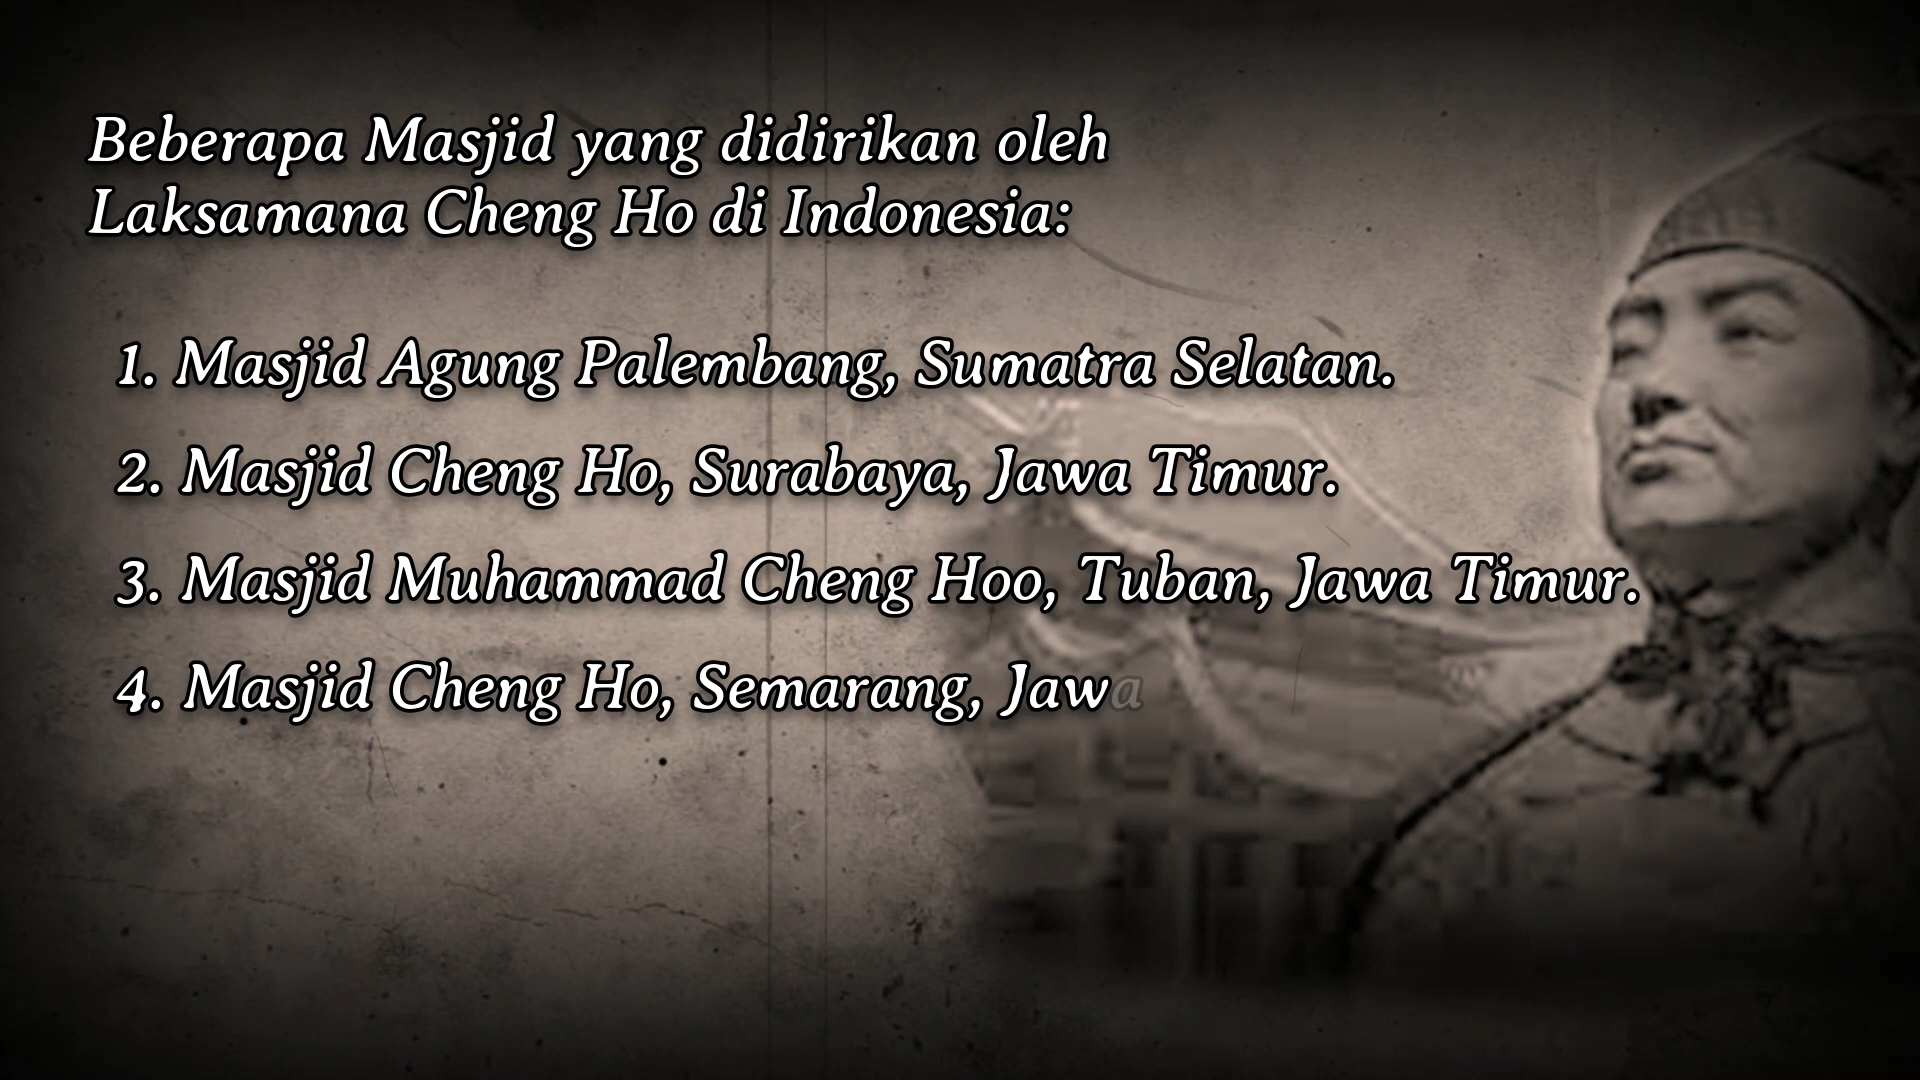 Beberapa Masjid yang didirikan oleh
Laksamana Cheng Ho di Indonesia:
1. Masjid Agung Palembang, Sumatra Selatan.
2. Masjid Cheng Ho, Surabaya, Jawa Timur.
3. Masjid Muhammad Cheng Hoo, Tuban, Jawa Timur.
4. Masjid Cheng Ho, Semarang, Jawa